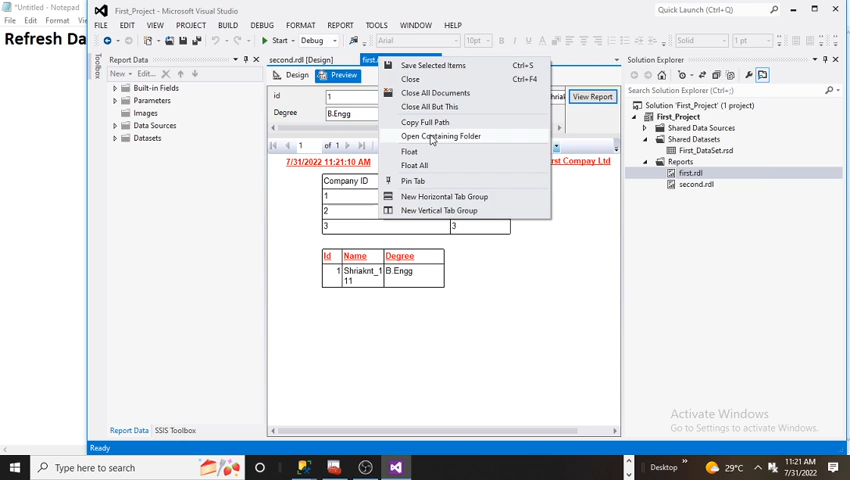 *Untitled - Notepad
File Edit
Refresh Da
First_Project - Microsoft Visual Studio
Quick Launch (Ctrl+Q)
FILE EDIT VIEW PROJECT BUILD DEBUG FORMAT REPORT TOOLS WINDOW HELP
Start Debug Arial 10pt B I U Solid 1 pt
Toolbox
Report Data
New Edit
Built-in Fields
Parameters
Images
Data Sources
Datasets
Report Data SSIS Toolbox
second.rdl [Design] first.
Design Preview
id 1
Degree B.Engg
Shriak
View Report
1 of 1
7/31/2022 11:21:10 AM
irst Compay Ltd
Company ID
1
2
3 3
Id Name Degree
1 Shriaknt_1 B.Engg
11
Save Selected Items Ctrl+S
Close Ctrl+F4
Close All Documents
Close All But This
Copy Full Path
Open Containing Folder
Float
Float All
Pin Tab
New Horizontal Tab Group
New Vertical Tab Group
Solution Explorer
Search Solution Explorer (Ctrl+;)
Solution 'First_Project' (1 project)
First_Project
Shared Data Sources
Shared Datasets
First_DataSet.rsd
Reports
first.rdl
second.rdl
Activate Windows
Go to Settings to activate Windows.
Ready
Type here to search
Desktop
29°C
11:21 AM
7/31/2022